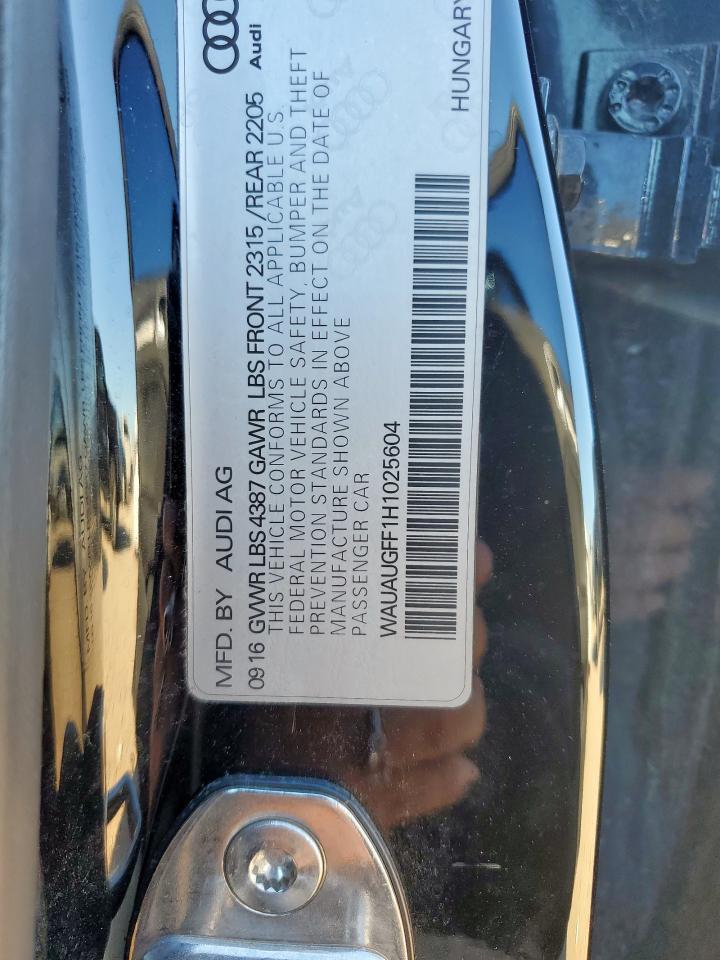 MFD. BY AUDI AG
Audi
0916 GVWR LBS 4387 GAWR LBS FRONT 2315 /REAR 2205
THIS VEHICLE CONFORMS TO ALL APPLICABLE U.S.
FEDERAL MOTOR VEHICLE SAFETY, BUMPER AND THEFT
PREVENTION STANDARDS IN EFFECT ON THE DATE OF
MANUFACTURE SHOWN ABOVE
PASSENGER CAR
WAUAUGFF1H1025604
HUNGARY